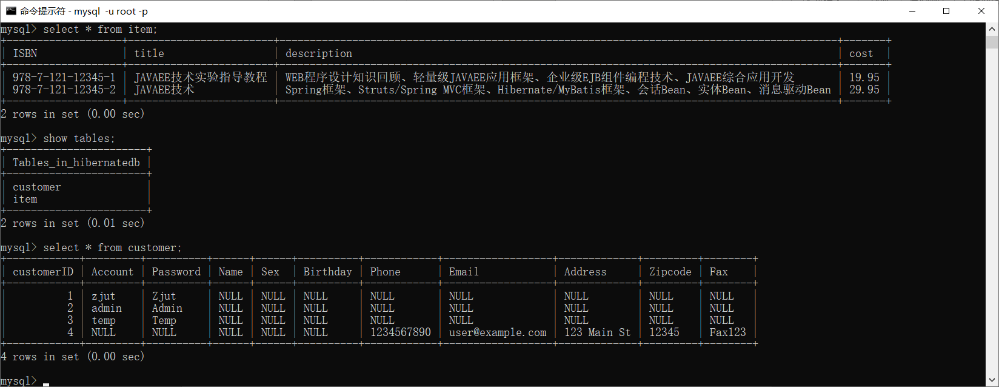 命令提示符 - mysql  -u root -p
mysql> select * from item;
+-------------------+------------------------+--------------------------------------------------------------------------------------------+-------+
| ISBN              | title                  | description                                                                                | cost  |
+-------------------+------------------------+--------------------------------------------------------------------------------------------+-------+
| 978-7-121-12345-1 | JAVAEE技术实验指导教程 | WEB程序设计知识回顾、轻量级JAVAEE应用框架、企业级EJB组件编程技术、JAVAEE综合应用开发       | 19.95 |
| 978-7-121-12345-2 | JAVAEE技术             | Spring框架、Struts/Spring MVC框架、Hibernate/MyBatis框架、会话Bean、实体Bean、消息驱动Bean | 29.95 |
+-------------------+------------------------+--------------------------------------------------------------------------------------------+-------+
2 rows in set (0.00 sec)
mysql> show tables;
+-----------------------+
| Tables_in_hibernatedb |
+-----------------------+
| customer              |
| item                  |
+-----------------------+
2 rows in set (0.01 sec)
mysql> select * from customer;
+------------+---------+----------+------+------+----------+------------+------------------+-------------+---------+--------+
| customerID | Account | Password | Name | Sex  | Birthday | Phone      | Email            | Address     | Zipcode | Fax    |
+------------+---------+----------+------+------+----------+------------+------------------+-------------+---------+--------+
|          1 | zjut    | Zjut     | NULL | NULL | NULL     | NULL       | NULL             | NULL        | NULL    | NULL   |
|          2 | admin   | Admin    | NULL | NULL | NULL     | NULL       | NULL             | NULL        | NULL    | NULL   |
|          3 | temp    | Temp     | NULL | NULL | NULL     | NULL       | NULL             | NULL        | NULL    | NULL   |
|          4 | NULL    | NULL     | NULL | NULL | NULL     | 1234567890 | user@example.com | 123 Main St | 12345   | Fax123 |
+------------+---------+----------+------+------+----------+------------+------------------+-------------+---------+--------+
4 rows in set (0.00 sec)
mysql>